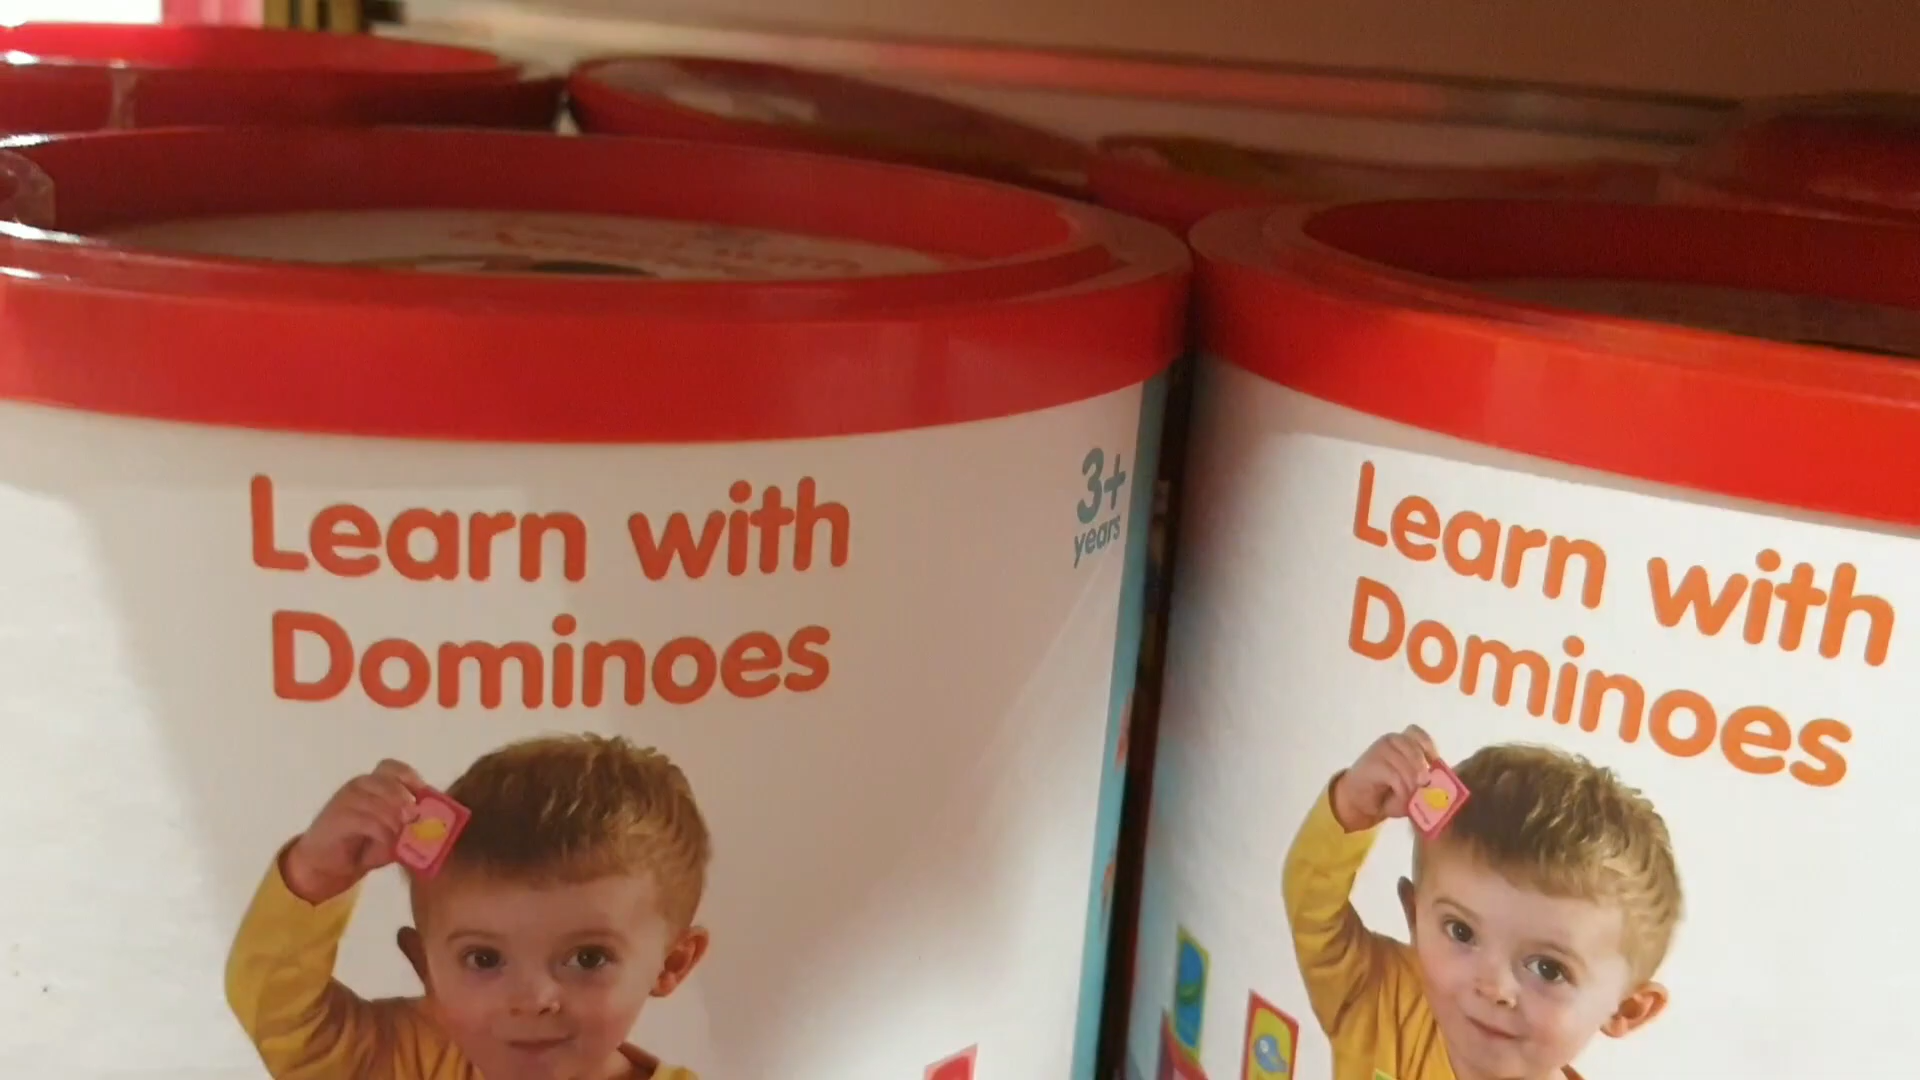 Learn with
Dominoes
3+
years
Learn with
Dominoes